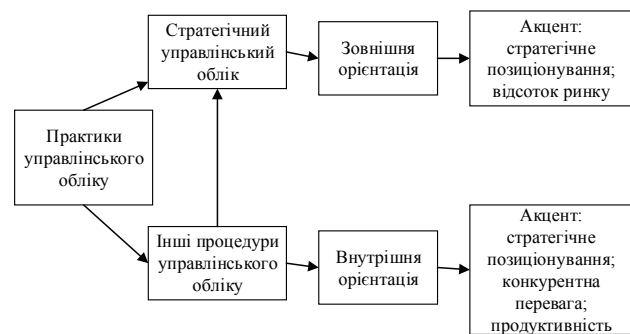 Стратегічний
управлінський
облік
Зовнішня
орієнтація
Акцент:
стратегічне
позиціонування;
відсоток ринку
Практики
управлінського
обліку
Інші процедури
управлінського
обліку
Внутрішня
орієнтація
Акцент:
стратегічне
позиціонування;
конкурентна
перевага;
продуктивність